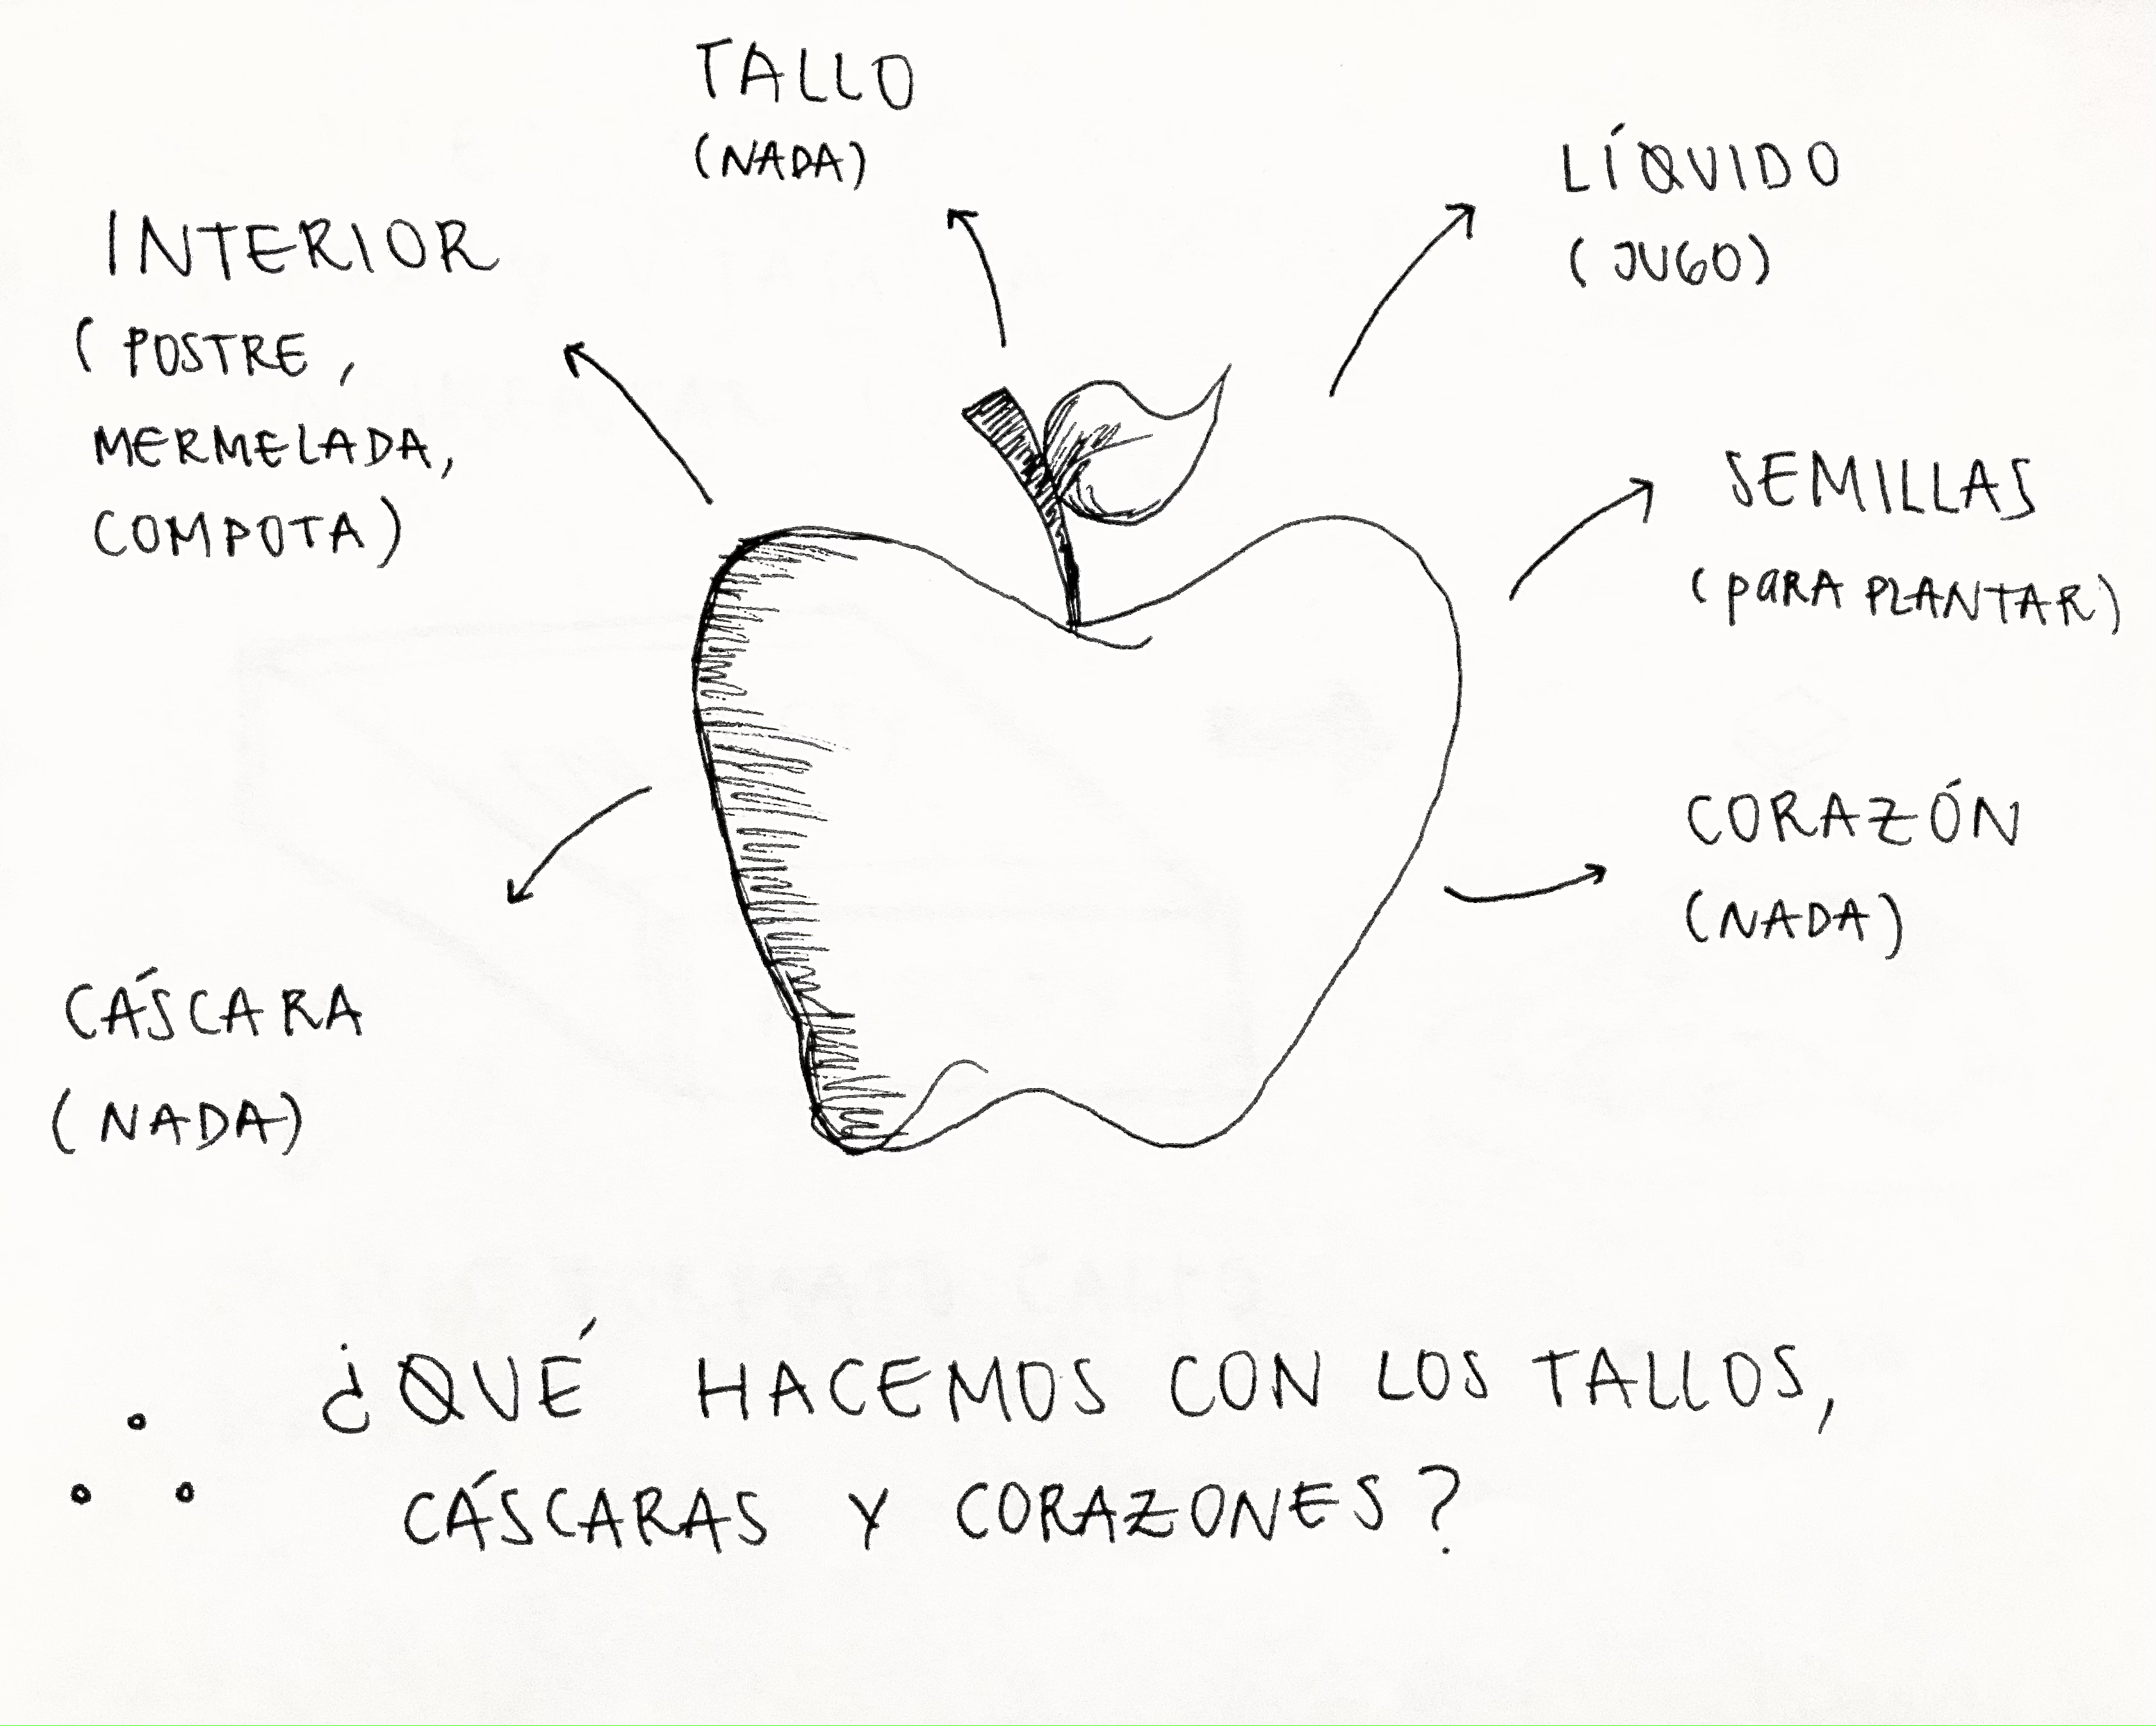 TALLO
(NADA)
LÍQUIDO
(JUGO)
INTERIOR
(POSTRE,
MERMELADA,
COMPOTA)
SEMILLAS
(PARA PLANTAR)
CORAZÓN
(NADA)
CÁSCARA
(NADA)
¿QUÉ HACEMOS CON LOS TALLOS,
CÁSCARAS Y CORAZONES?